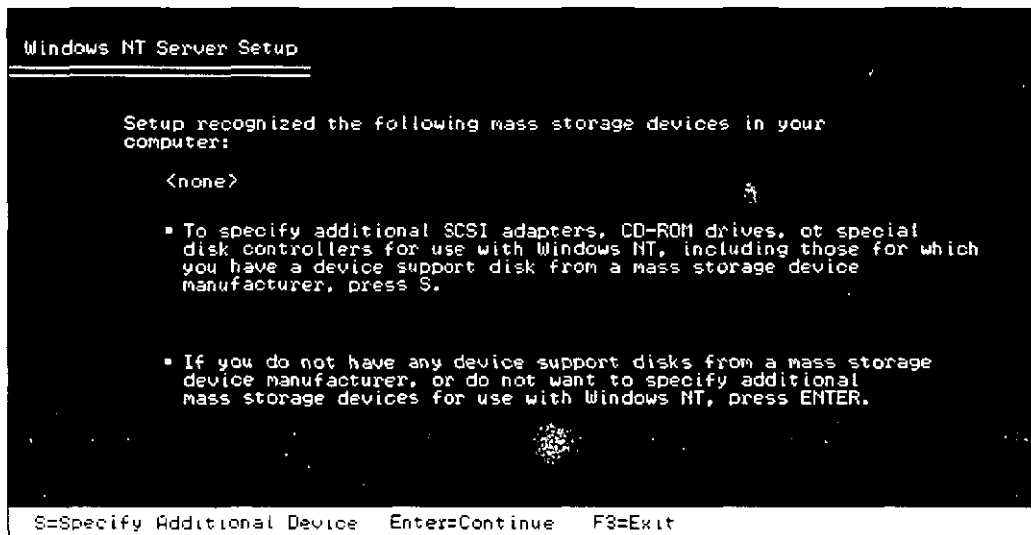 Windows NT Server Setup
Setup recognized the following mass storage devices in your
computer:
<none>
▪ To specify additional SCSI adapters, CD-ROM drives, ot special
disk controllers for use with Windows NT, including those for which
you have a device support disk from a mass storage device
manufacturer, press S.
▪ If you do not have any device support disks from a mass storage
device manufacturer, or do not want to specify additional
mass storage devices for use with Windows NT, press ENTER.
S=Specify Additional Device Enter=Continue F3=Exit